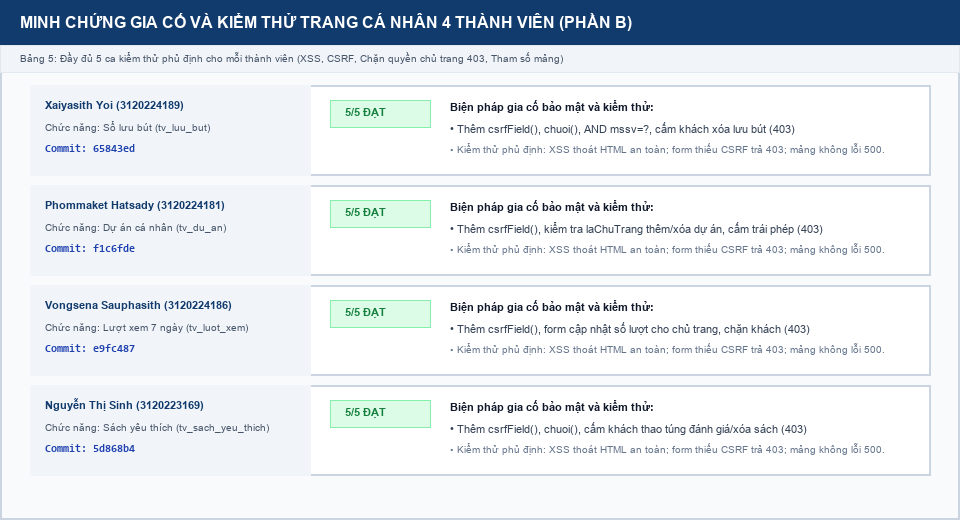 MINH CHỨNG GIA CỐ VÀ KIỂM THỬ TRANG CÁ NHÂN 4 THÀNH VIÊN (PHẦN B)
Bảng 5: Đầy đủ 5 ca kiểm thử phủ định cho mỗi thành viên (XSS, CSRF, Chặn quyền chủ trang 403, Tham số mảng)
Xaiyasith Yoi (3120224189)
Chức năng: Sổ lưu bút (tv_luu_but)
Commit: 65843ed
5/5 ĐẠT
Biện pháp gia cố bảo mật và kiểm thử:
• Thêm csrfField(), chuoi(), AND mssv=?, cấm khách xóa lưu bút (403)
- Kiểm thử phủ định: XSS thoát HTML an toàn; form thiếu CSRF trả 403; mảng không lỗi 500.
Phommaket Hatsady (3120224181)
Chức năng: Dự án cá nhân (tv_du_an)
Commit: f1c6fde
5/5 ĐẠT
Biện pháp gia cố bảo mật và kiểm thử:
• Thêm csrfField(), kiểm tra laChuTrang thêm/xóa dự án, cấm trái phép (403)
- Kiểm thử phủ định: XSS thoát HTML an toàn; form thiếu CSRF trả 403; mảng không lỗi 500.
Vongsena Sauphasith (3120224186)
Chức năng: Lượt xem 7 ngày (tv_luot_xem)
Commit: e9fc487
5/5 ĐẠT
Biện pháp gia cố bảo mật và kiểm thử:
• Thêm csrfField(), form cập nhật số lượt cho chủ trang, chặn khách (403)
- Kiểm thử phủ định: XSS thoát HTML an toàn; form thiếu CSRF trả 403; mảng không lỗi 500.
Nguyễn Thị Sinh (3120223169)
Chức năng: Sách yêu thích (tv_sach_yeu_thich)
Commit: 5d868b4
5/5 ĐẠT
Biện pháp gia cố bảo mật và kiểm thử:
• Thêm csrfField(), chuoi(), cấm khách thao túng đánh giá/xóa sách (403)
- Kiểm thử phủ định: XSS thoát HTML an toàn; form thiếu CSRF trả 403; mảng không lỗi 500.